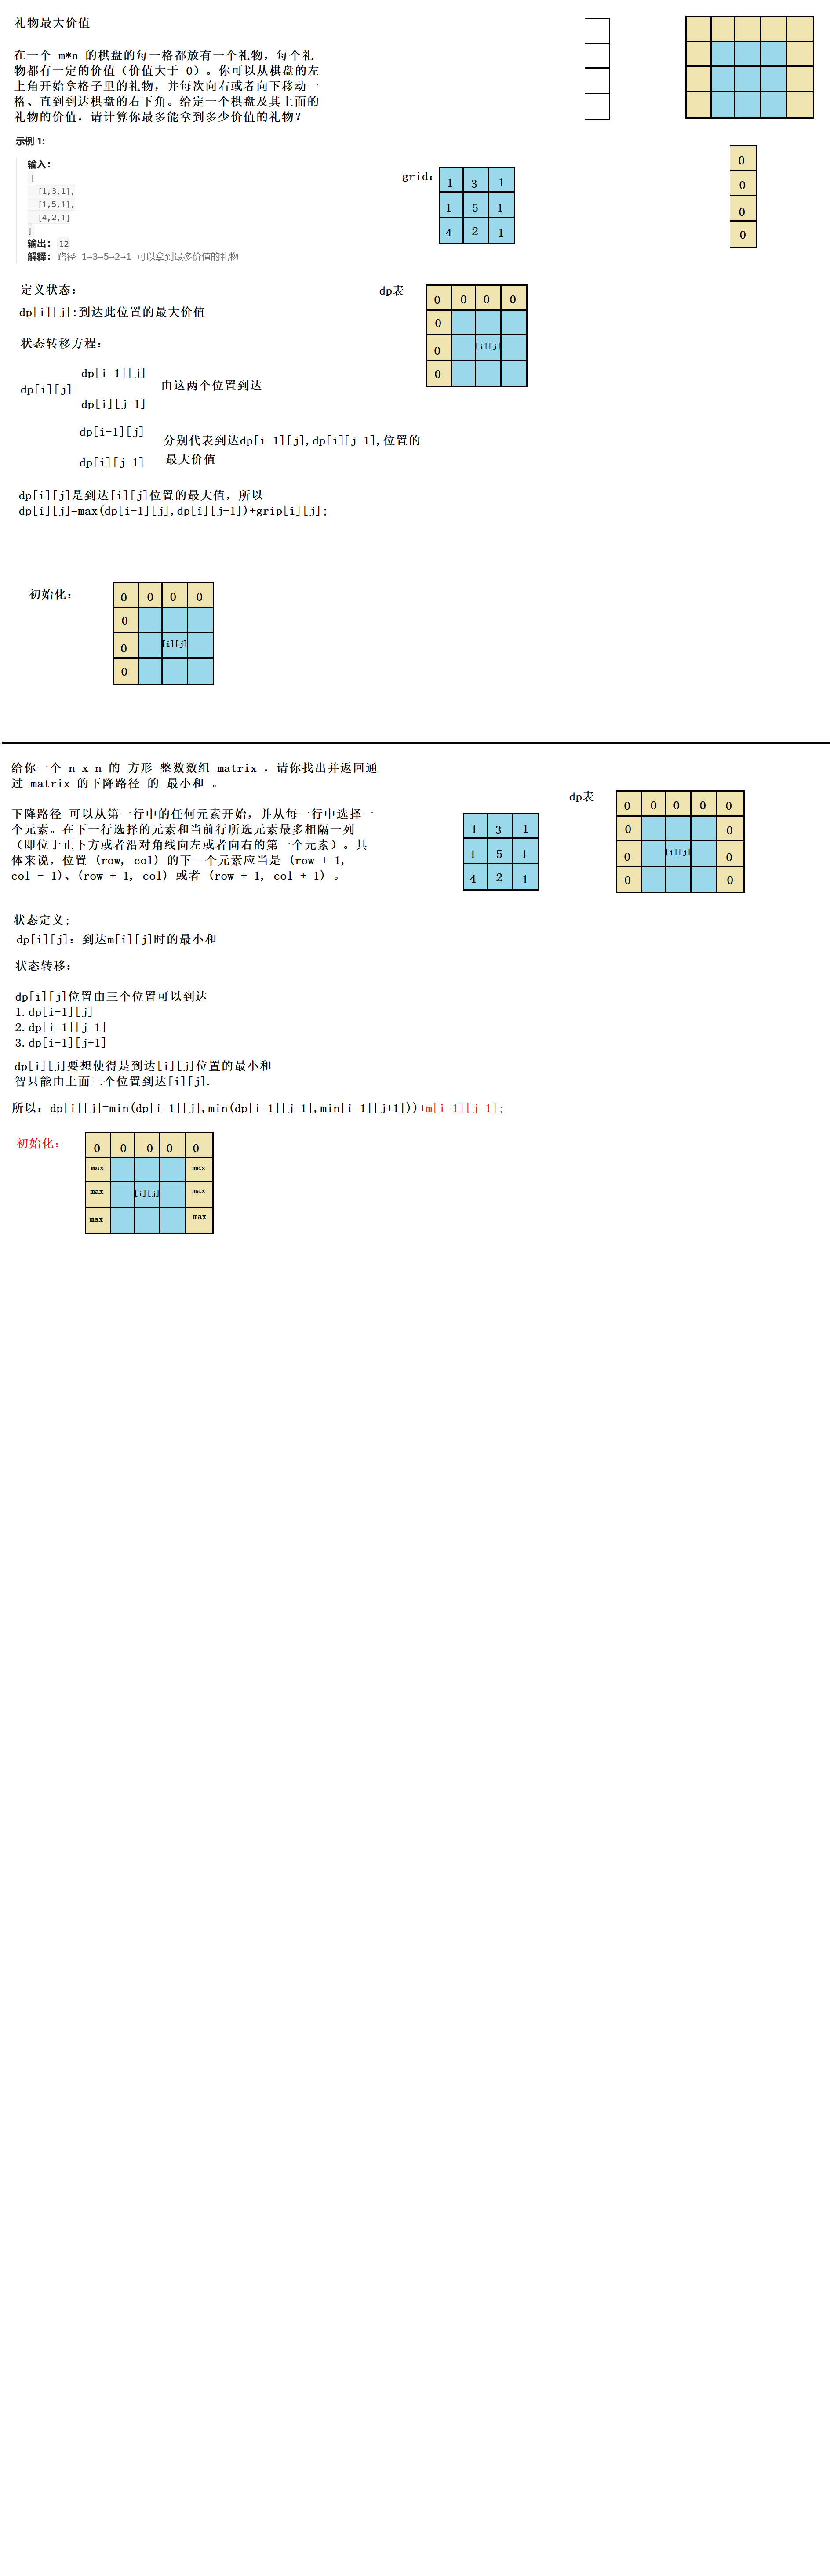 礼物最大价值
在一个 m*n 的棋盘的每一格都放有一个礼物，每个礼
物都有一定的价值（价值大于 0）。你可以从棋盘的左
上角开始拿格子里的礼物，并每次向右或者向下移动一
格、直到到达棋盘的右下角。给定一个棋盘及其上面的
礼物的价值，请计算你最多能拿到多少价值的礼物？
示例 1:
输入:
[
[1,3,1],
[1,5,1],
[4,2,1]
]
输出: 12
解释: 路径 1→3→5→2→1 可以拿到最多价值的礼物
grid:
1 3 1
1 5 1
4 2 1
0
0
0
0
定义状态:
dp[i][j]:到达此位置的最大价值
dp表
0 0 0 0
0
0 [i][j]
0
状态转移方程:
dp[i-1][j]
dp[i][j]
由这两个位置到达
dp[i][j-1]
dp[i-1][j]
分别代表到达dp[i-1][j],dp[i][j-1],位置的
最大价值
dp[i][j-1]
dp[i][j]是到达[i][j]位置的最大值，所以
dp[i][j]=max(dp[i-1][j],dp[i][j-1])+grip[i][j];
初始化:
0 0 0 0
0
0 [i][j]
0
给你一个 n x n 的 方形 整数数组 matrix ，请你找出并返回通
过 matrix 的下降路径 的 最小和 。
下降路径 可以从第一行中的任何元素开始，并从每一行中选择一
个元素。在下一行选择的元素和当前行所选元素最多相隔一列
（即位于正下方或者沿对角线向左或者向右的第一个元素）。具
体来说，位置 (row, col) 的下一个元素应当是 (row + 1,
col - 1)、(row + 1, col) 或者 (row + 1, col + 1) 。
1 3 1
1 5 1
4 2 1
dp表
0 0 0 0 0
0 0
0 [i][j] 0
0 0
状态定义;
dp[i][j]: 到达m[i][j]时的最小和
状态转移:
dp[i][j]位置由三个位置可以到达
1.dp[i-1][j]
2.dp[i-1][j-1]
3.dp[i-1][j+1]
dp[i][j]要想使得是到达[i][j]位置的最小和
智只能由上面三个位置到达[i][j].
所以: dp[i][j]=min(dp[i-1][j],min(dp[i-1][j-1],min[i-1][j+1]))+m[i-1][j-1];
初始化:
0 0 0 0 0
max max
max [i][j] max
max max